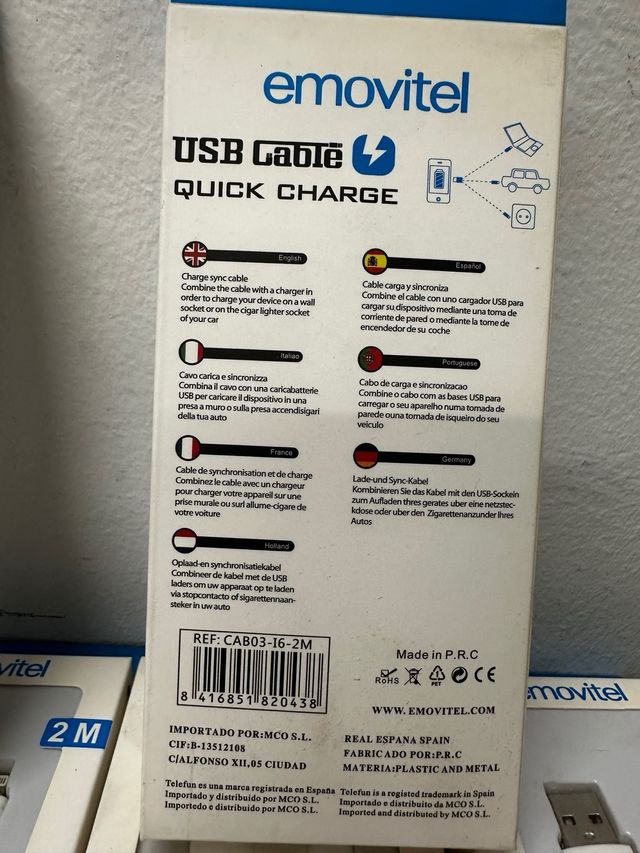 emovitel
USB Cable
QUICK CHARGE
English
Charge sync cable
Combine the cable with a charger in
order to charge your device on a wall
socket or on the cigar lighter socket
of your car
Español
Cable carga y sincroniza
Combine el cable con uno cargador USB para
cargar su dispositivo mediante una toma de
corriente de pared o mediante la tome de
encendedor de su coche
Italiao
Cavo carica e sincronizza
Combina il cavo con una caricabatterie
USB per caricare il dispositivo in una
presa a muro o sulla presa accendisigari
della tua auto
Portuguese
Cabo de carga e sincronizacao
Combine o cabo com as bases USB para
carregar o seu aparelho numa tomada de
parede ouna tomada de isqueiro do seu
veiculo
France
Cable de synchronisation et de charge
Combinez le cable avec un chargeur
pour charger votre appareil sur une
prise murale ou surl allume-cigare de
votre voiture
Germany
Lade-und Sync-Kabel
Kombinieren Sie das Kabel mit den USB-Sockein
zum Aufladen Ihres gerates uber eine netzstec-
kdose oder uber den Zigarettenanzunder Ihres
Autos
Holland
Oplaad-en synchronisatiekabel
Combineer de kabel met de USB
laders om uw apparaat op te laden
via stopcontacto of sigarettennaan-
steker in uw auto
REF: CAB03-I6-2M
8 416851 820438
Made in P.R.C
RoHS PET CE
WWW.EMOVITEL.COM
IMPORTADO POR:MCO S.L.
CIF:B-13512108
C/ALFONSO XII,05 CIUDAD
REAL ESPANA SPAIN
FABRICADO POR:P.R.C
MATERIA:PLASTIC AND METAL
Telefun es una marca registrada en España
Importado y distribuido por MCO S.L.
Importedo e distribuido por MCO S.L.
Telefun is a registed trademark in Spain
Importado e distribuito da MCO S.L.
Imported and distributed by MCO S.L.
vitel
2 M
movitel